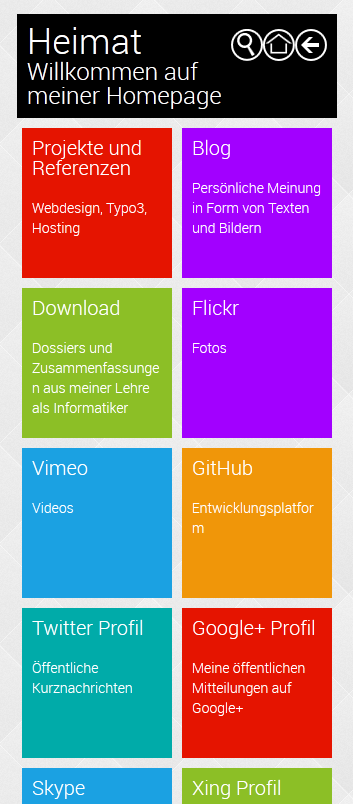 Heimat
Willkommen auf
meiner Homepage
Projekte und
Referenzen
Webdesign, Typo3,
Hosting
Blog
Persönliche Meinung
in Form von Texten
und Bildern
Download
Dossiers und
Zusammenfassunge
n aus meiner Lehre
als Informatiker
Flickr
Fotos
Vimeo
Videos
GitHub
Entwicklungsplatfor
m
Twitter Profil
Öffentliche
Kurznachrichten
Google+ Profil
Meine öffentlichen
Mitteilungen auf
Google+
Skype
Xing Profil